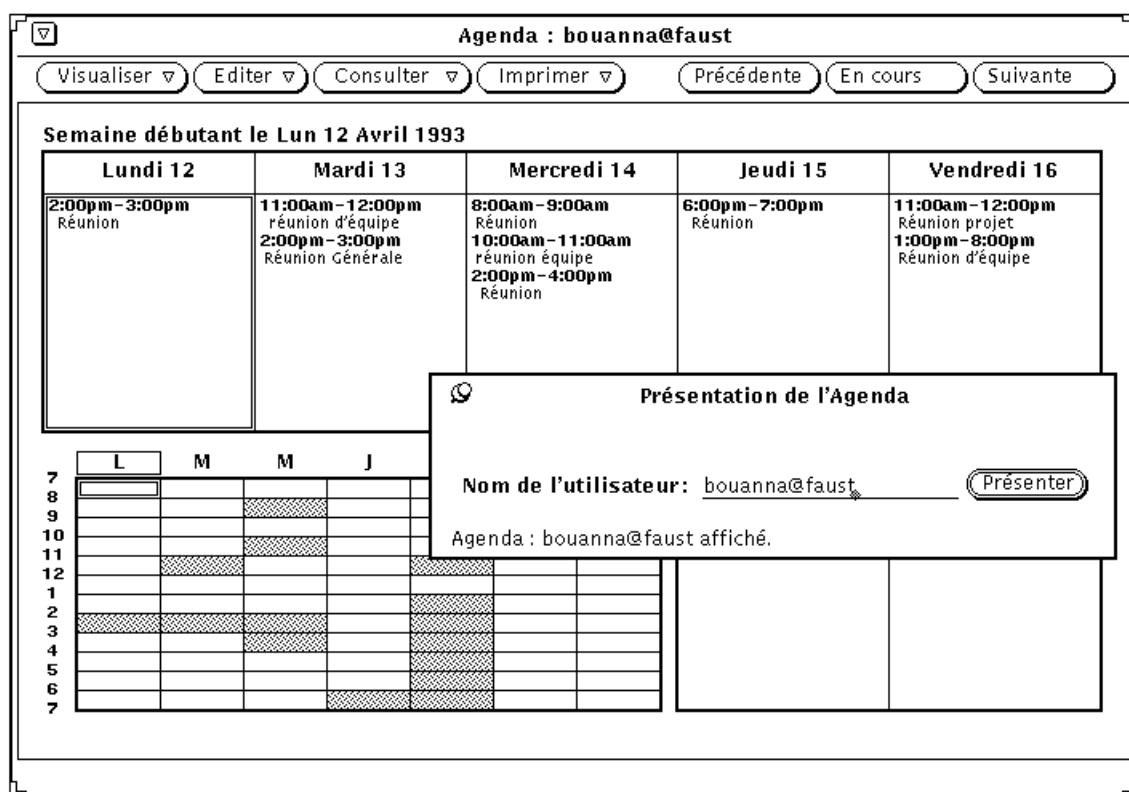 Agenda : bouanna@faust
Visualiser Editer Consulter Imprimer Précédente En cours Suivante
Semaine débutant le Lun 12 Avril 1993
Lundi 12 Mardi 13 Mercredi 14 Jeudi 15 Vendredi 16
2:00pm-3:00pm
Réunion
11:00am-12:00pm
réunion d'équipe
2:00pm-3:00pm
Réunion Générale
8:00am-9:00am
Réunion
10:00am-11:00am
réunion équipe
2:00pm-4:00pm
Réunion
6:00pm-7:00pm
Réunion
11:00am-12:00pm
Réunion projet
1:00pm-8:00pm
Réunion d'équipe
Présentation de l'Agenda
Nom de l'utilisateur: bouanna@faust Présenter
Agenda : bouanna@faust affiché.
L M M J
7
8
9
10
11
12
1
2
3
4
5
6
7